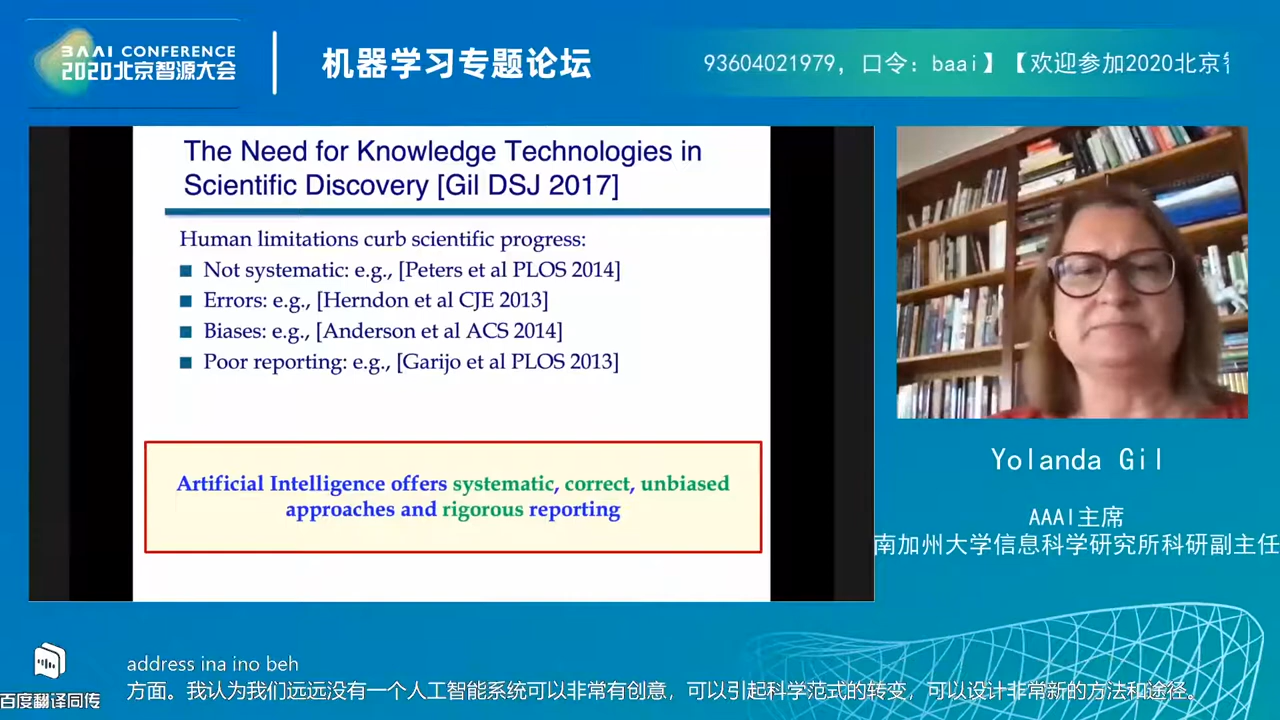 BAAI CONFERENCE
2020北京智源大会
机器学习专题论坛
93604021979，口令：baai】【欢迎参加2020北京
The Need for Knowledge Technologies in
Scientific Discovery [Gil DSJ 2017]
Human limitations curb scientific progress:
Not systematic: e.g., [Peters et al PLOS 2014]
Errors: e.g., [Herndon et al CJE 2013]
Biases: e.g., [Anderson et al ACS 2014]
Poor reporting: e.g., [Garijo et al PLOS 2013]
Artificial Intelligence offers systematic, correct, unbiased
approaches and rigorous reporting
Yolanda Gil
AAAI主席
南加州大学信息科学研究所科研副主任
address ina ino beh
方面。我认为我们远远没有一个人工智能系统可以非常有创意，可以引起科学范式的转变，可以设计非常新的方法和途径。
百度翻译同传